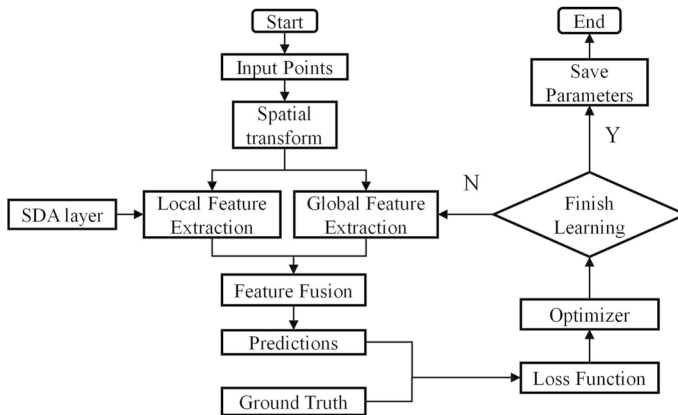 Start
Input Points
Spatial
transform
SDA layer
Local Feature
Extraction
Global Feature
Extraction
Feature Fusion
Predictions
Ground Truth
Loss Function
Optimizer
Finish
Learning
N
Y
Save
Parameters
End